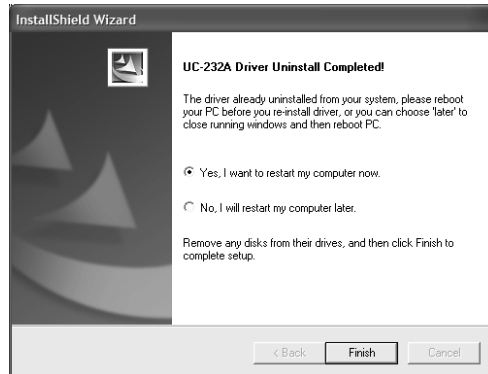 InstallShield Wizard
UC-232A Driver Uninstall Completed!
The driver already uninstalled from your system, please reboot
your PC before you re-install driver, or you can choose 'later' to
close running windows and then reboot PC.
Yes, I want to restart my computer now.
No, I will restart my computer later.
Remove any disks from their drives, and then click Finish to
complete setup.
< Back Finish Cancel